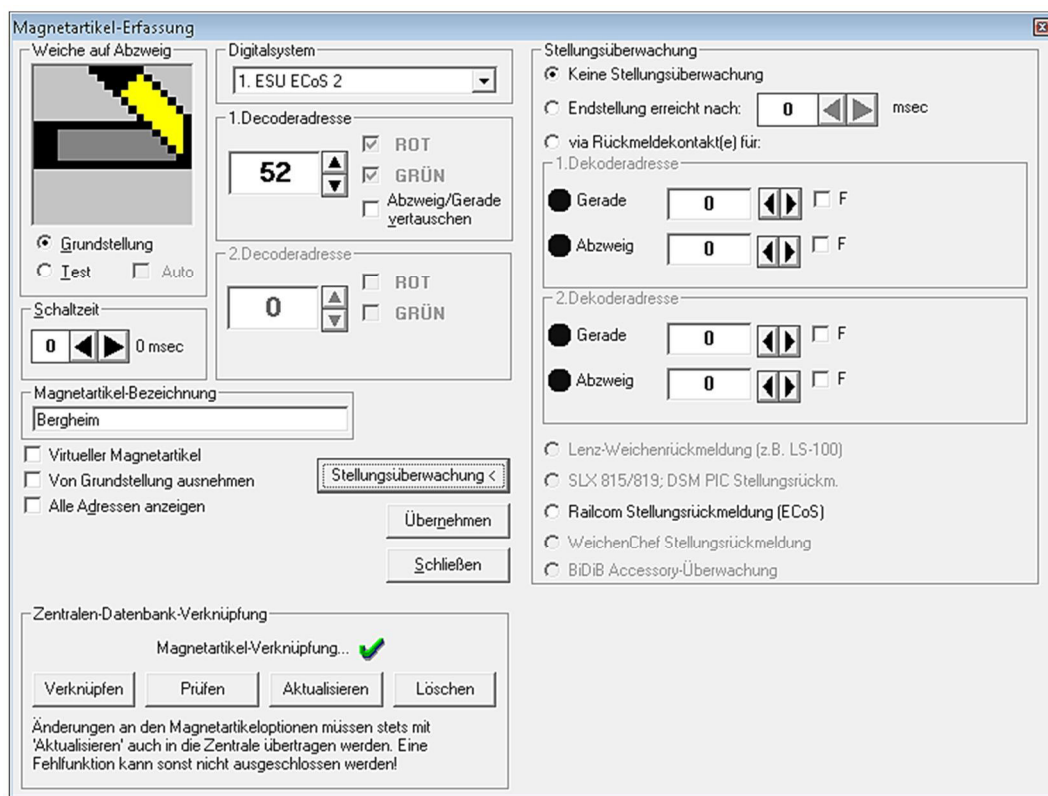 Magnetartikel-Erfassung
Weiche auf Abzweig
Grundstellung
Test
Auto
Schaltzeit
0
0 msec
Digitalsystem
1. ESU ECoS 2
1.Decoderadresse
52
ROT
GRÜN
Abzweig/Gerade
vertauschen
2.Decoderadresse
0
ROT
GRÜN
Magnetartikel-Bezeichnung
Bergheim
Virtueller Magnetartikel
Von Grundstellung ausnehmen
Alle Adressen anzeigen
Stellungsüberwachung <
Übernehmen
Schließen
Zentralen-Datenbank-Verknüpfung
Magnetartikel-Verknüpfung...
Verknüpfen
Prüfen
Aktualisieren
Löschen
Änderungen an den Magnetartikeloptionen müssen stets mit
'Aktualisieren' auch in die Zentrale übertragen werden. Eine
Fehlfunktion kann sonst nicht ausgeschlossen werden!
Stellungsüberwachung
Keine Stellungsüberwachung
Endstellung erreicht nach: 0 msec
via Rückmeldekontakt(e) für:
1.Dekoderadresse
Gerade 0 F
Abzweig 0 F
2.Dekoderadresse
Gerade 0 F
Abzweig 0 F
Lenz-Weichenrückmeldung (z.B. LS-100)
SLX 815/819; DSM PIC Stellungsrückm.
Railcom Stellungsrückmeldung (ECoS)
WeichenChef Stellungsrückmeldung
BiDiB Accessory-Überwachung